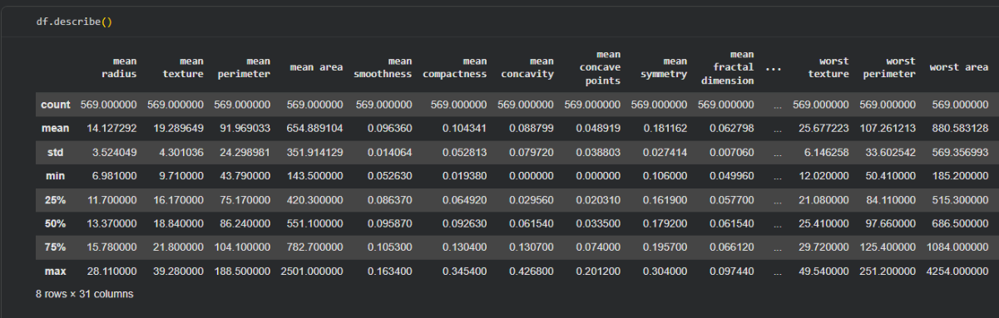 df.describe()
mean radius mean texture mean perimeter mean area mean smoothness mean compactness mean concavity mean concave points mean symmetry mean fractal dimension ... worst texture worst perimeter worst area
count 569.000000 569.000000 569.000000 569.000000 569.000000 569.000000 569.000000 569.000000 569.000000 569.000000 ... 569.000000 569.000000 569.000000
mean 14.127292 19.289649 91.969033 654.889104 0.096360 0.104341 0.088799 0.048919 0.181162 0.062798 ... 25.677223 107.261213 880.583128
std 3.524049 4.301036 24.298981 351.914129 0.014064 0.052813 0.079720 0.038803 0.027414 0.007060 ... 6.146258 33.602542 569.356993
min 6.981000 9.710000 43.790000 143.500000 0.052630 0.019380 0.000000 0.000000 0.106000 0.049960 ... 12.020000 50.410000 185.200000
25% 11.700000 16.170000 75.170000 420.300000 0.086370 0.064920 0.029560 0.020310 0.161900 0.057700 ... 21.080000 84.110000 515.300000
50% 13.370000 18.840000 86.240000 551.100000 0.095870 0.092630 0.061540 0.033500 0.179200 0.061540 ... 25.410000 97.660000 686.500000
75% 15.780000 21.800000 104.100000 782.700000 0.105300 0.130400 0.130700 0.074000 0.195700 0.066120 ... 29.720000 125.400000 1084.000000
max 28.110000 39.280000 188.500000 2501.000000 0.163400 0.345400 0.426800 0.201200 0.304000 0.097440 ... 49.540000 251.200000 4254.000000
8 rows × 31 columns